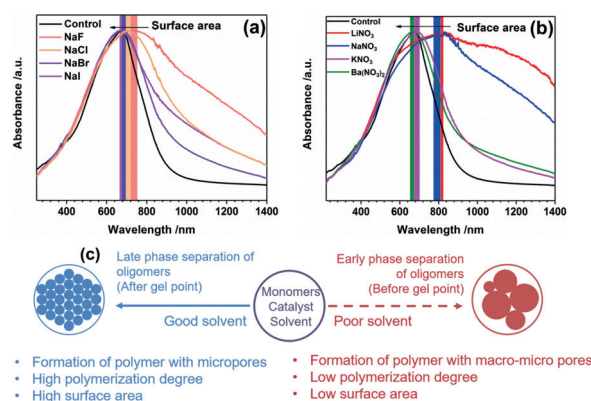 (a)
Surface area
Control
NaF
NaCl
NaBr
NaI
Absorbance /a.u.
400 600 800 1000 1200 1400
Wavelength /nm
(b)
Surface area
Control
LiNO₃
NaNO₃
KNO₃
Ba(NO₃)₂
Absorbance /a.u.
400 600 800 1000 1200 1400
Wavelength /nm
(c)
Late phase separation of
oligomers
(After gel point)
Good solvent
Monomers
Catalyst
Solvent
Early phase separation
of oligomers
(Before gel point)
Poor solvent
• Formation of polymer with micropores
• High polymerization degree
• High surface area
• Formation of polymer with macro-micro pores
• Low polymerization degree
• Low surface area